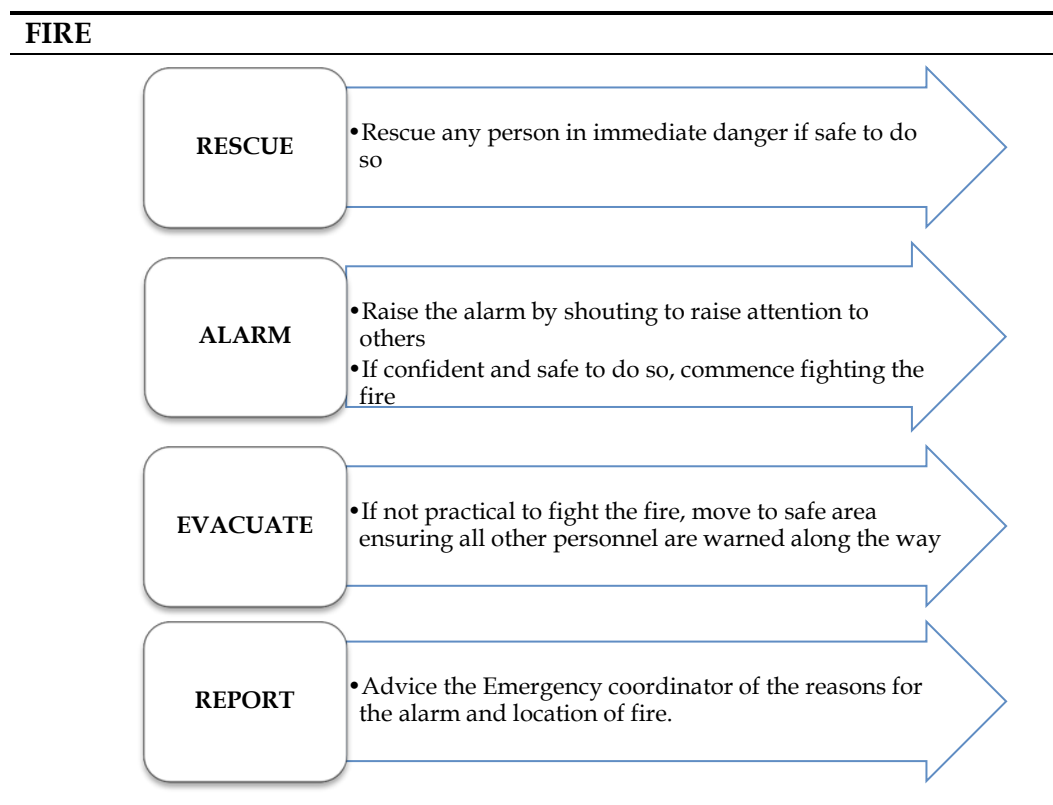 FIRE
RESCUE
•Rescue any person in immediate danger if safe to do
so
ALARM
•Raise the alarm by shouting to raise attention to
others
•If confident and safe to do so, commence fighting the
fire
EVACUATE
•If not practical to fight the fire, move to safe area
ensuring all other personnel are warned along the way
REPORT
•Advice the Emergency coordinator of the reasons for
the alarm and location of fire.